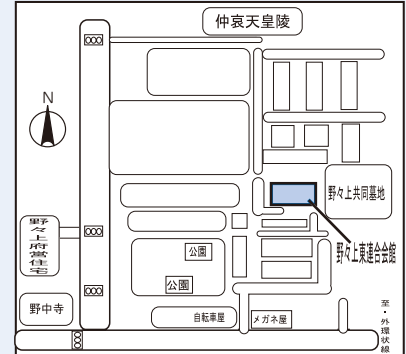 仲哀天皇陵
N
野々上共同墓地
野々上府営住宅
野々上東連合会館
公園
公園
野中寺
自転車屋
メガネ屋
至・外環状線